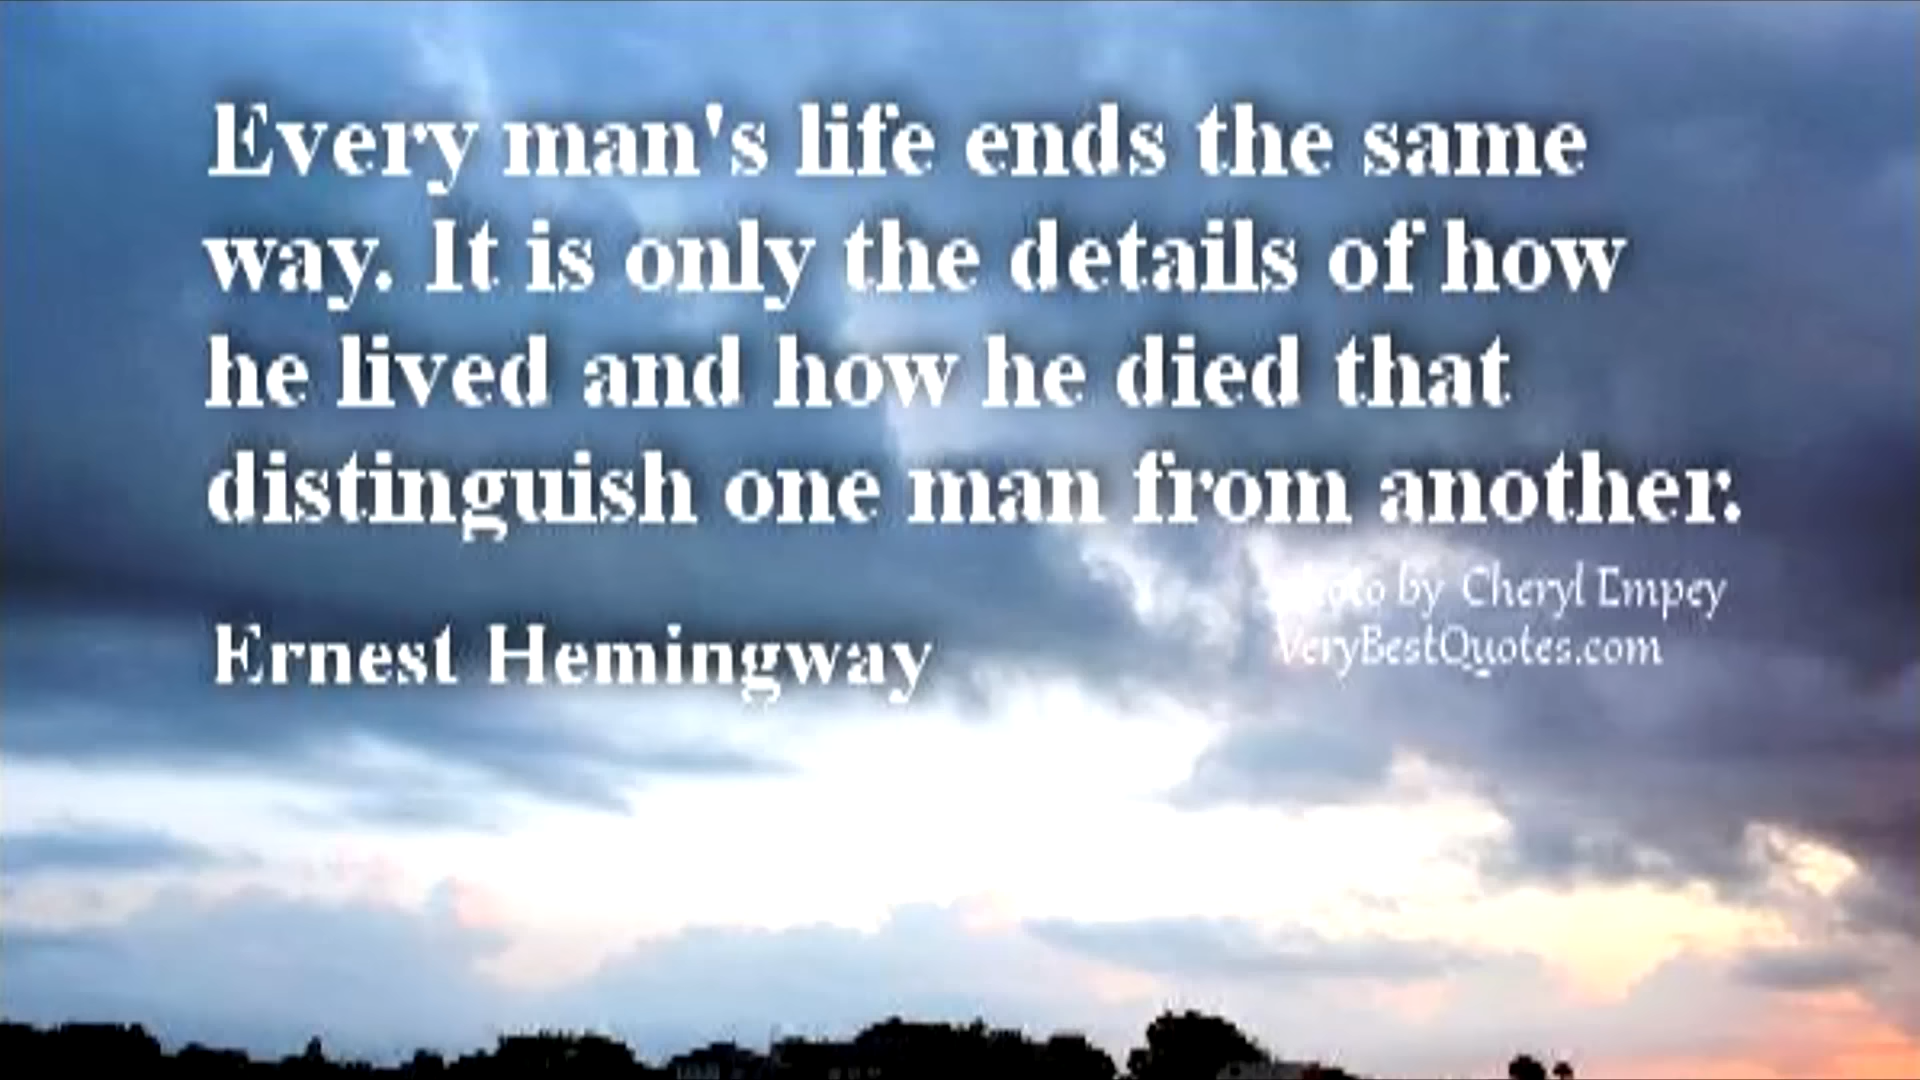 Every man's life ends the same
way. It is only the details of how
he lived and how he died that
distinguish one man from another.
Photo by Cheryl Empey
VeryBestQuotes.com
Ernest Hemingway